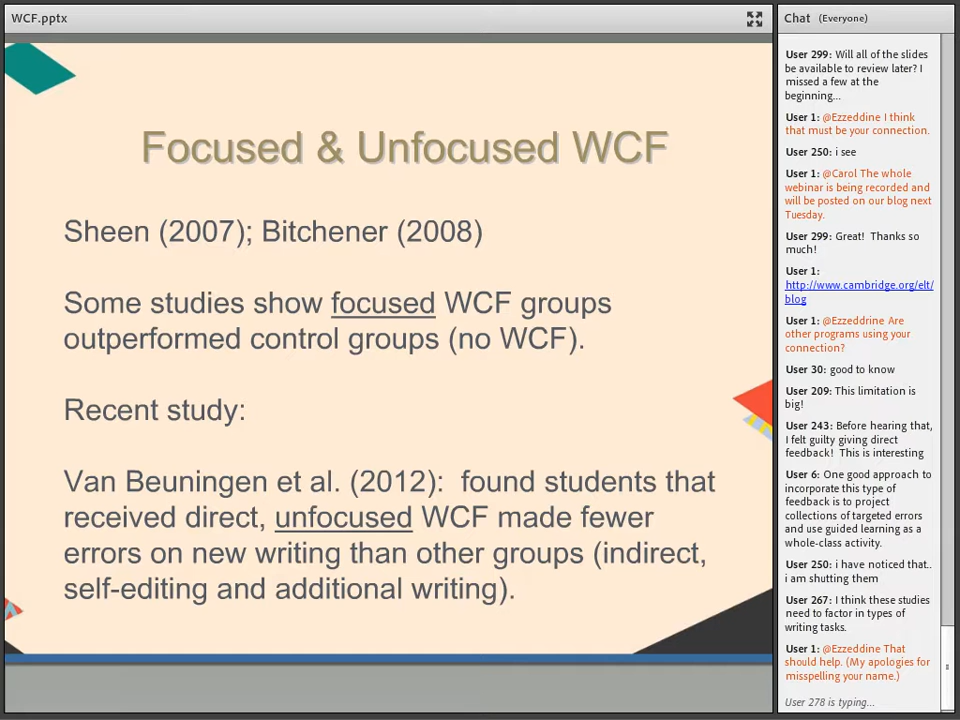 WCF.pptx
Focused & Unfocused WCF
Sheen (2007); Bitchener (2008)
Some studies show focused WCF groups
outperformed control groups (no WCF).
Recent study:
Van Beuningen et al. (2012):  found students that
received direct, unfocused WCF made fewer
errors on new writing than other groups (indirect,
self-editing and additional writing).
Chat (Everyone)
User 299: Will all of the slides
be available to review later? I
missed a few at the
beginning...
User 1: @Ezzeddine I think
that must be your connection.
User 250: i see
User 1: @Carol The whole
webinar is being recorded and
will be posted on our blog next
Tuesday.
User 299: Great!  Thanks so
much!
User 1:
http://www.cambridge.org/elt/
blog
User 1: @Ezzeddrine Are
other programs using your
connection?
User 30: good to know
User 209: This limitation is
big!
User 243: Before hearing that,
I felt guilty giving direct
feedback!  This is interesting
User 6: One good approach to
incorporate this type of
feedback is to project
collections of targeted errors
and use guided learning as a
whole-class activity.
User 250: i have noticed that..
i am shutting them
User 267: I think these studies
need to factor in types of
writing tasks.
User 1: @Ezzeddine That
should help. (My apologies for
misspelling your name.)
User 278 is typing...